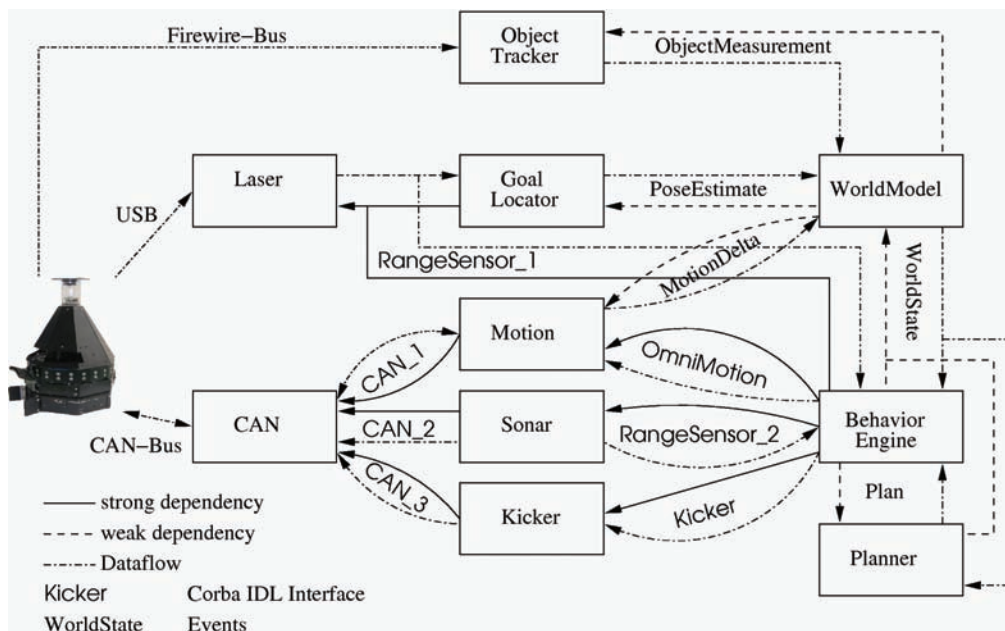 Firewire-Bus
Object
Tracker
ObjectMeasurement
Laser
Goal
Locator
PoseEstimate
WorldModel
USB
RangeSensor_1
MotionDelta
WorldState
Motion
CAN_1
OmniMotion
CAN
CAN_2
Sonar
RangeSensor_2
Behavior
Engine
CAN-Bus
CAN_3
Kicker
Kicker
Plan
Planner
strong dependency
weak dependency
Dataflow
Kicker Corba IDL Interface
WorldState Events